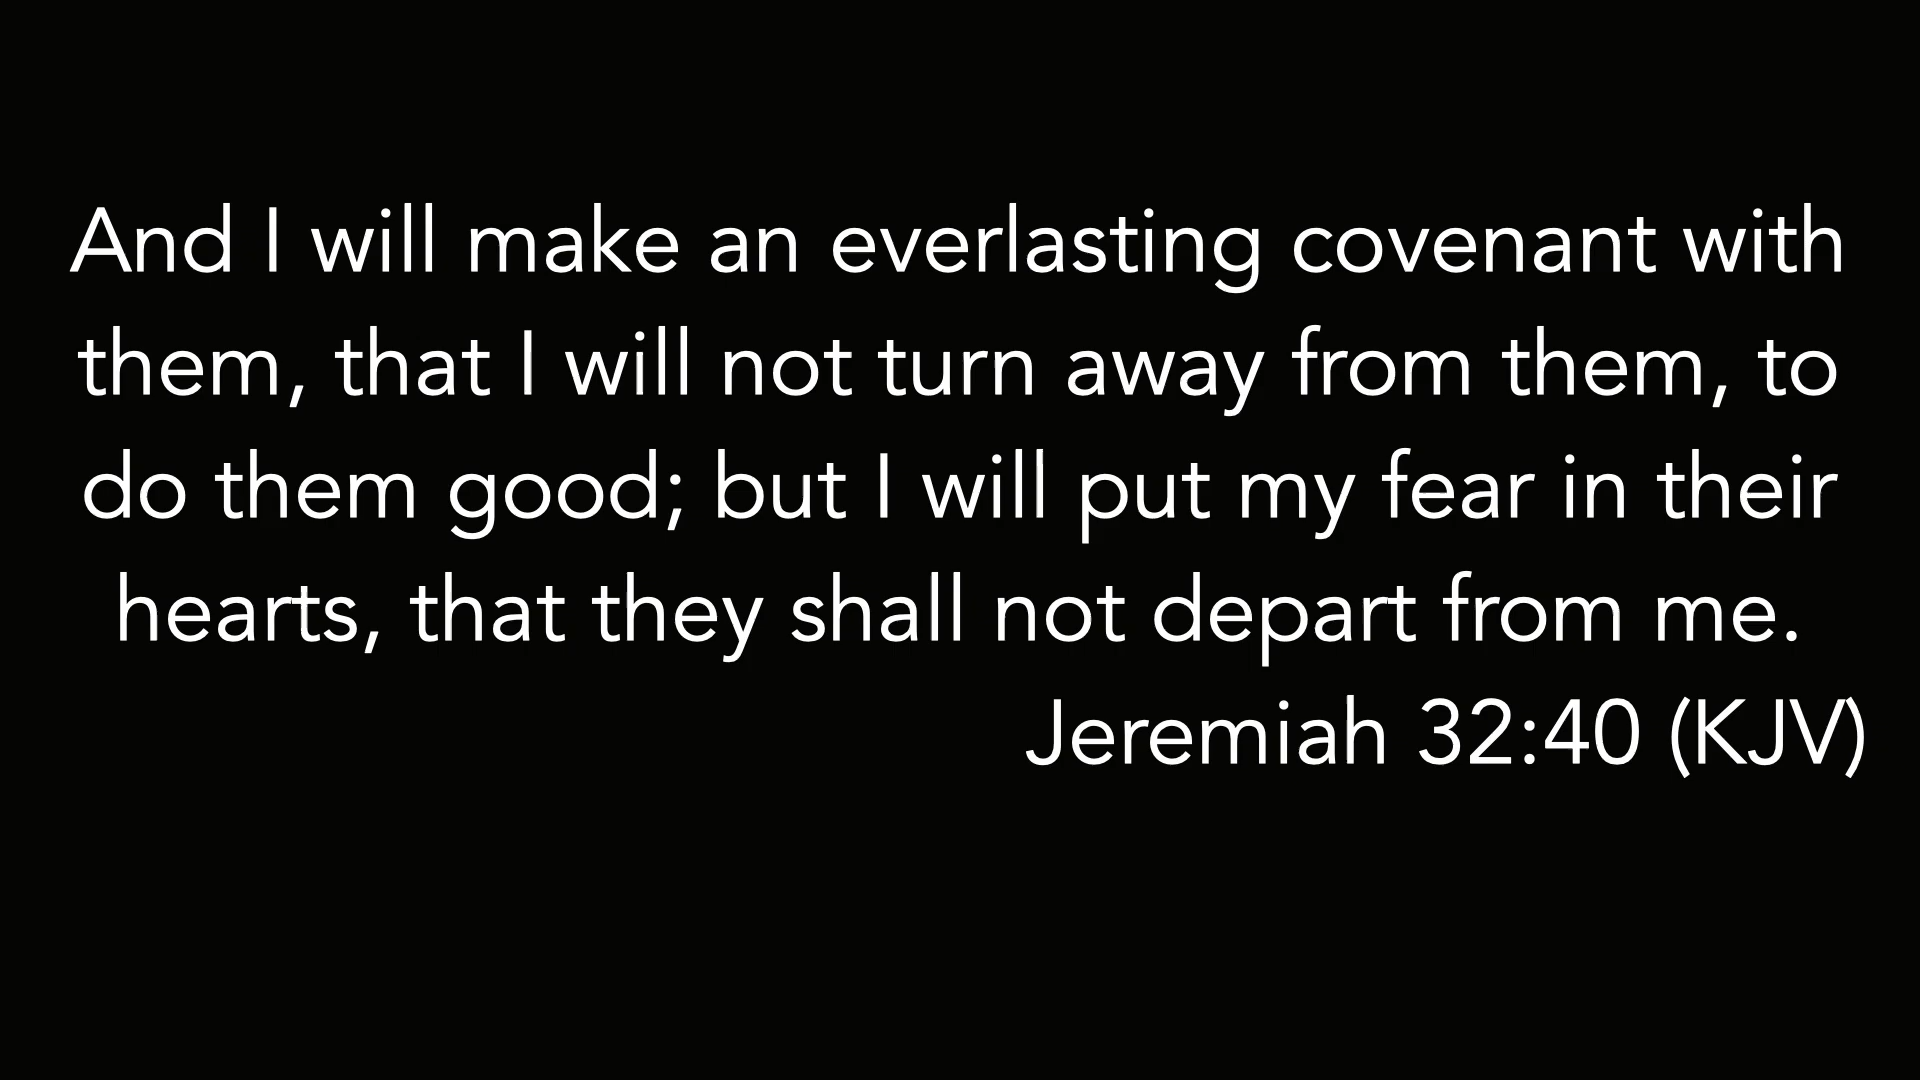 And I will make an everlasting covenant with
them, that I will not turn away from them, to
do them good; but I will put my fear in their
hearts, that they shall not depart from me.
Jeremiah 32:40 (KJV)